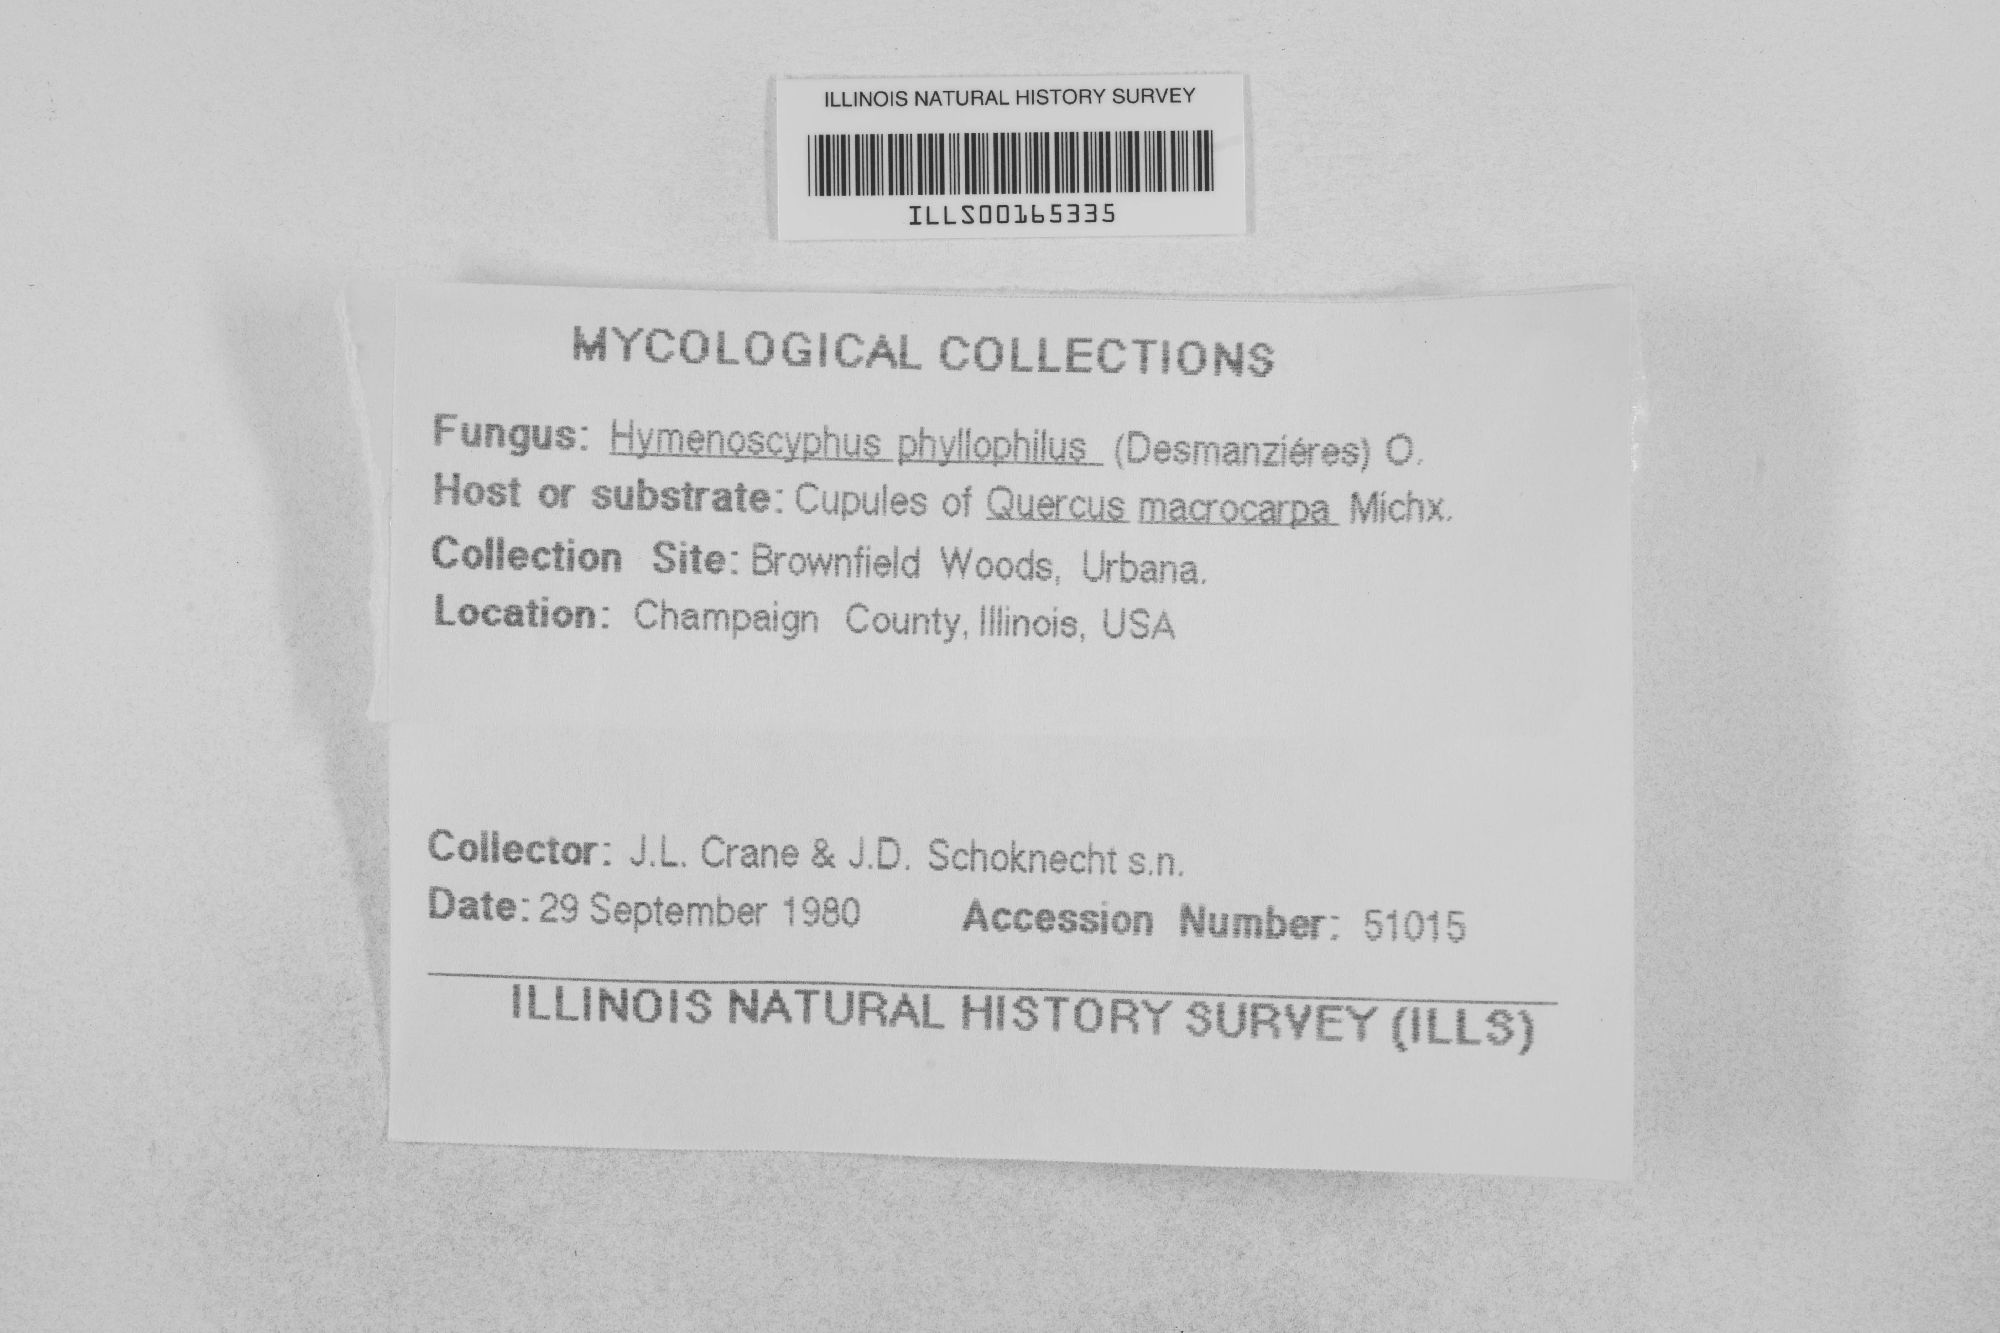 ILLINOIS NATURAL HISTORY SURVEY
ILLS00165335
MYCOLOGICAL COLLECTIONS
Fungus: Hymenoscyphus phyllophilus (Desmanziéres) O.
Host or substrate: Cupules of Quercus macrocarpa Michx.
Collection Site: Brownfield Woods, Urbana.
Location: Champaign County, Illinois, USA
Collector: J.L. Crane & J.D. Schoknecht s.n.
Date: 29 September 1980 Accession Number: 51015
ILLINOIS NATURAL HISTORY SURVEY (ILLS)